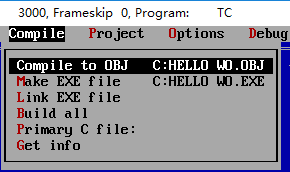 3000, Frameskip 0, Program: TC
Compile Project Options Debug
Compile to OBJ C:HELLO WO.OBJ
Make EXE file C:HELLO WO.EXE
Link EXE file
Build all
Primary C file:
Get info